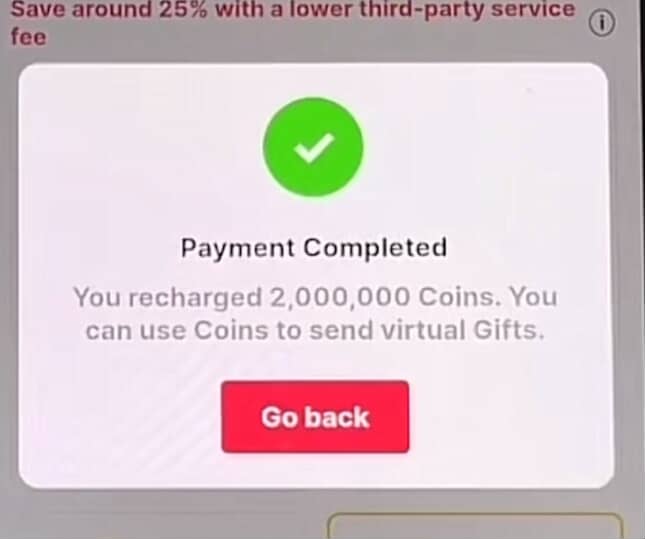 Save around 25% with a lower third-party service
fee
Payment Completed
You recharged 2,000,000 Coins. You
can use Coins to send virtual Gifts.
Go back